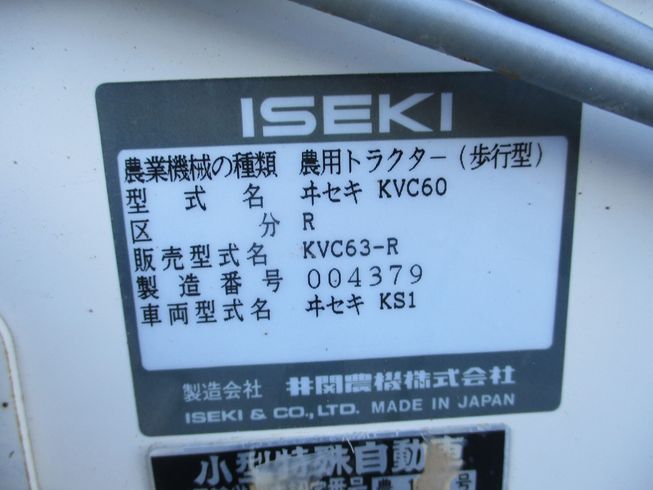 ISEKI
農業機械の種類 農用トラクター(歩行型)
型式名 ヰセキ KVC60
区分 R
販売型式名 KVC63-R
製造番号 004379
車両型式名 ヰセキ KS1
製造会社 井関農機株式会社
ISEKI & CO., LTD. MADE IN JAPAN
小型特殊自動車